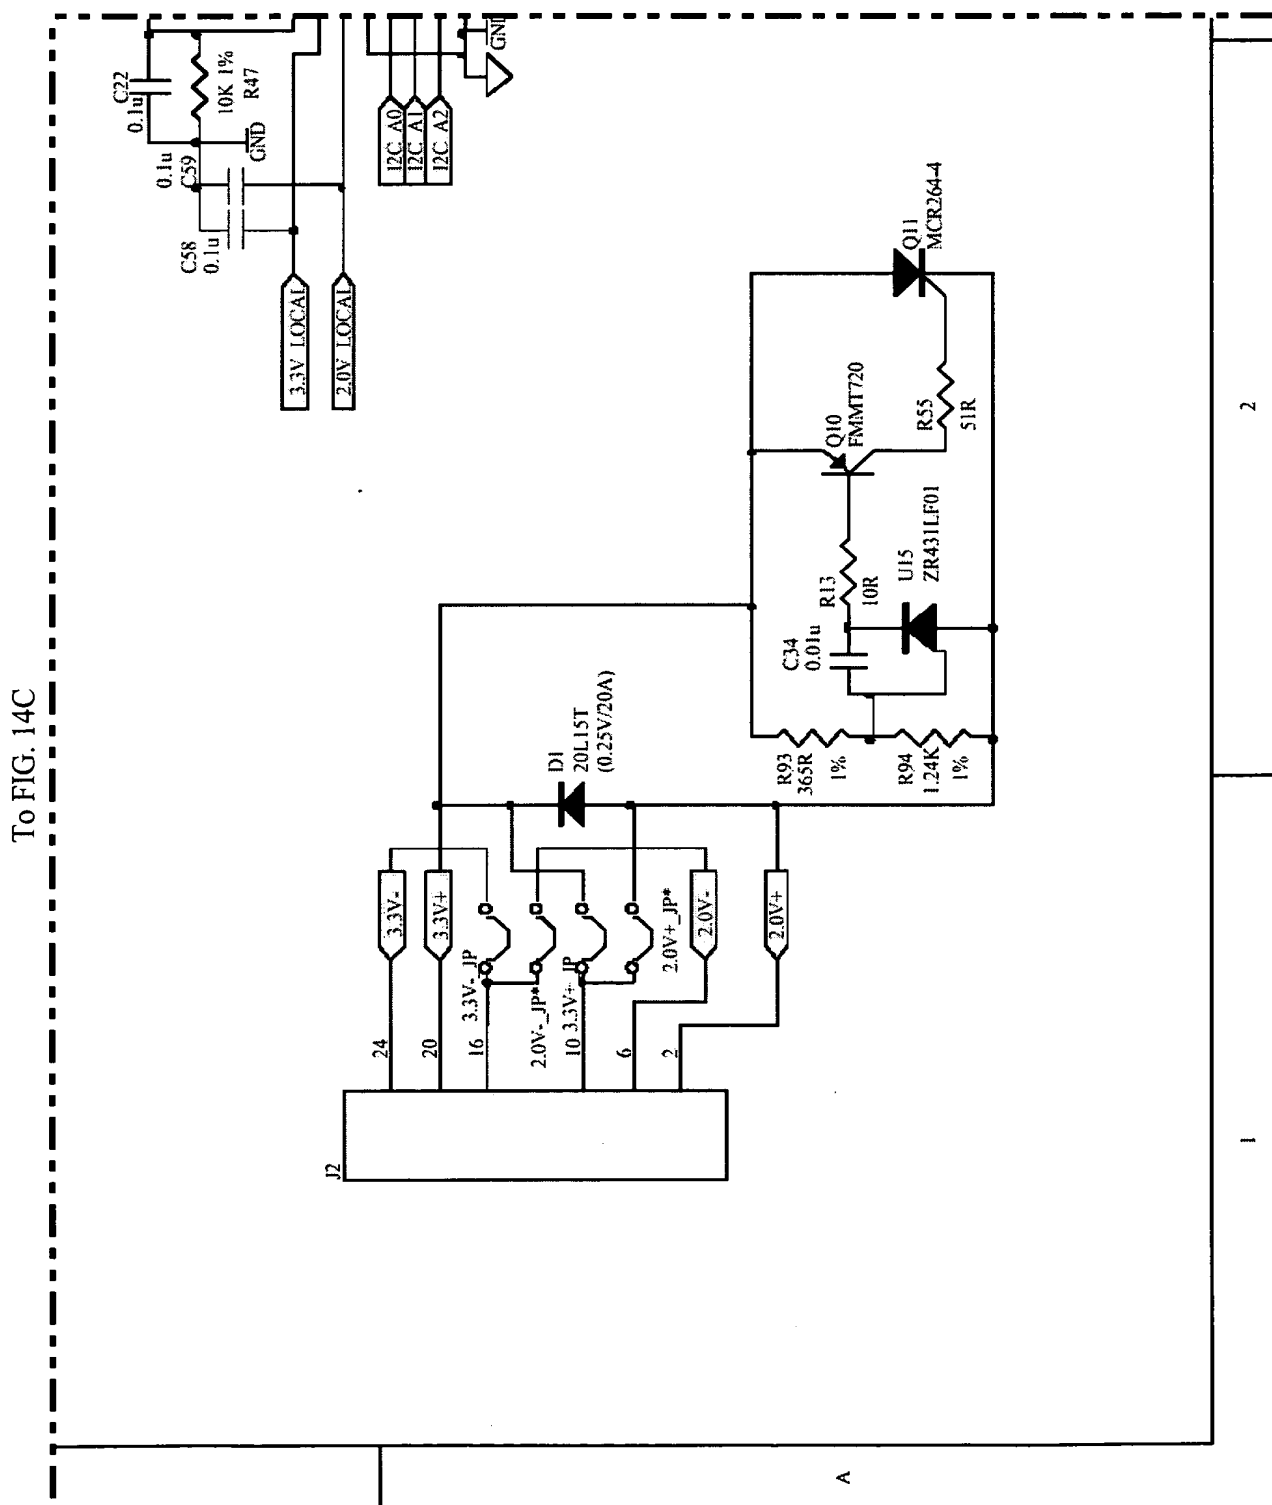 To FIG. 14C
C22
0.1u
10K 1%
R47
GND
0.1u
C59
C58
0.1u
3.3V_LOCAL
2.0V_LOCAL
I2C_A0
I2C_A1
I2C_A2
GND
Q11
MCR264-4
Q10
FMMT720
R55
51R
R13
10R
U15
ZR431LF01
C34
0.01u
R93
365R
1%
R94
1.24K
1%
D1
20L15T
(0.25V/20A)
3.3V-
3.3V+
3.3V-_JP
2.0V-_JP*
3.3V+_JP
2.0V+_JP*
2.0V-
2.0V+
24
20
16
10
6
2
J2
2
1
A